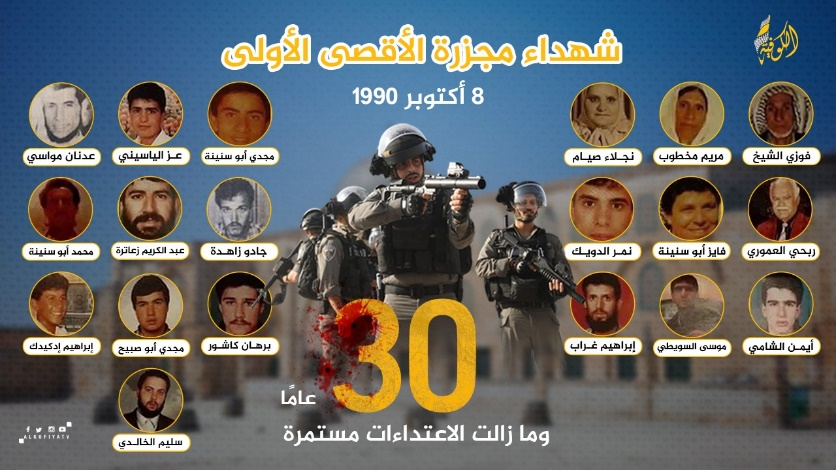 الكوفية
شهداء مجزرة الأقصى الأولى
8 أكتوبر 1990
فوزي الشيخ
مريم مخطوب
نجلاء صيام
مجدي أبو سنينة
عز الياسيني
عدنان مواسي
ربحي العموري
فايز أبو سنينة
نمر الدويك
جادو زاهدة
عبد الكريم زعاترة
محمد أبو سنينة
أيمن الشامي
موسى السويطي
إبراهيم غراب
برهان كاشور
مجدي أبو صبيح
إبراهيم إدكيدك
سليم الخالدي
30
عامًا
وما زالت الاعتداءات مستمرة
ALKOFIYATV